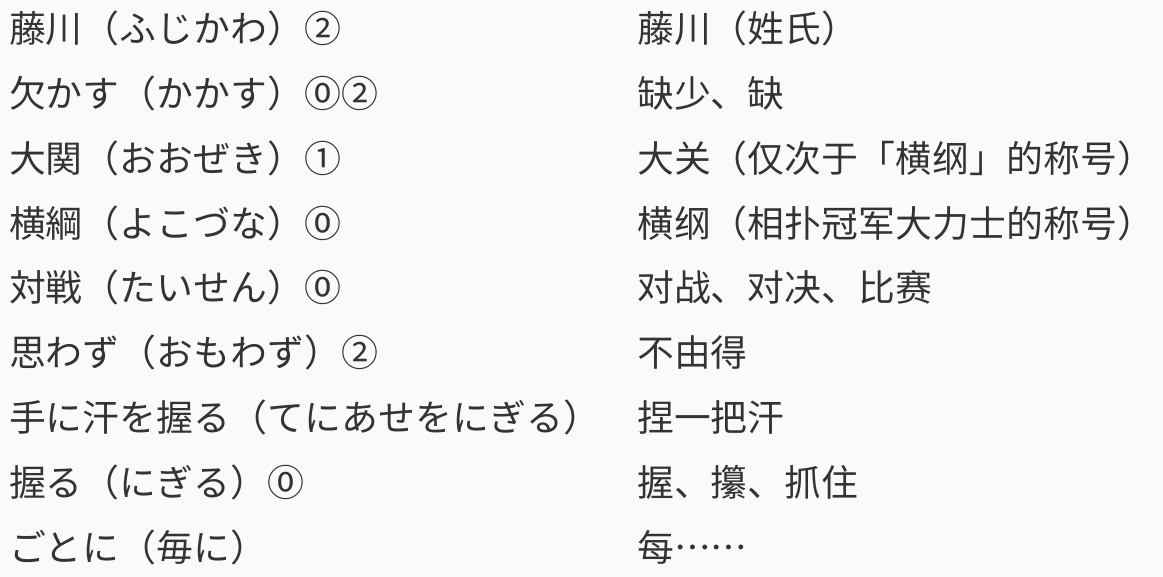 藤川（ふじかわ）② 藤川（姓氏）
欠かす（かかす）⓪② 缺少、缺
大関（おおぜき）① 大关（仅次于「横纲」的称号）
横綱（よこづな）⓪ 横纲（相扑冠军大力士的称号）
対戦（たいせん）⓪ 对战、对决、比赛
思わず（おもわず）② 不由得
手に汗を握る（てにあせをにぎる） 捏一把汗
握る（にぎる）⓪ 握、攥、抓住
ごとに（毎に） 每……